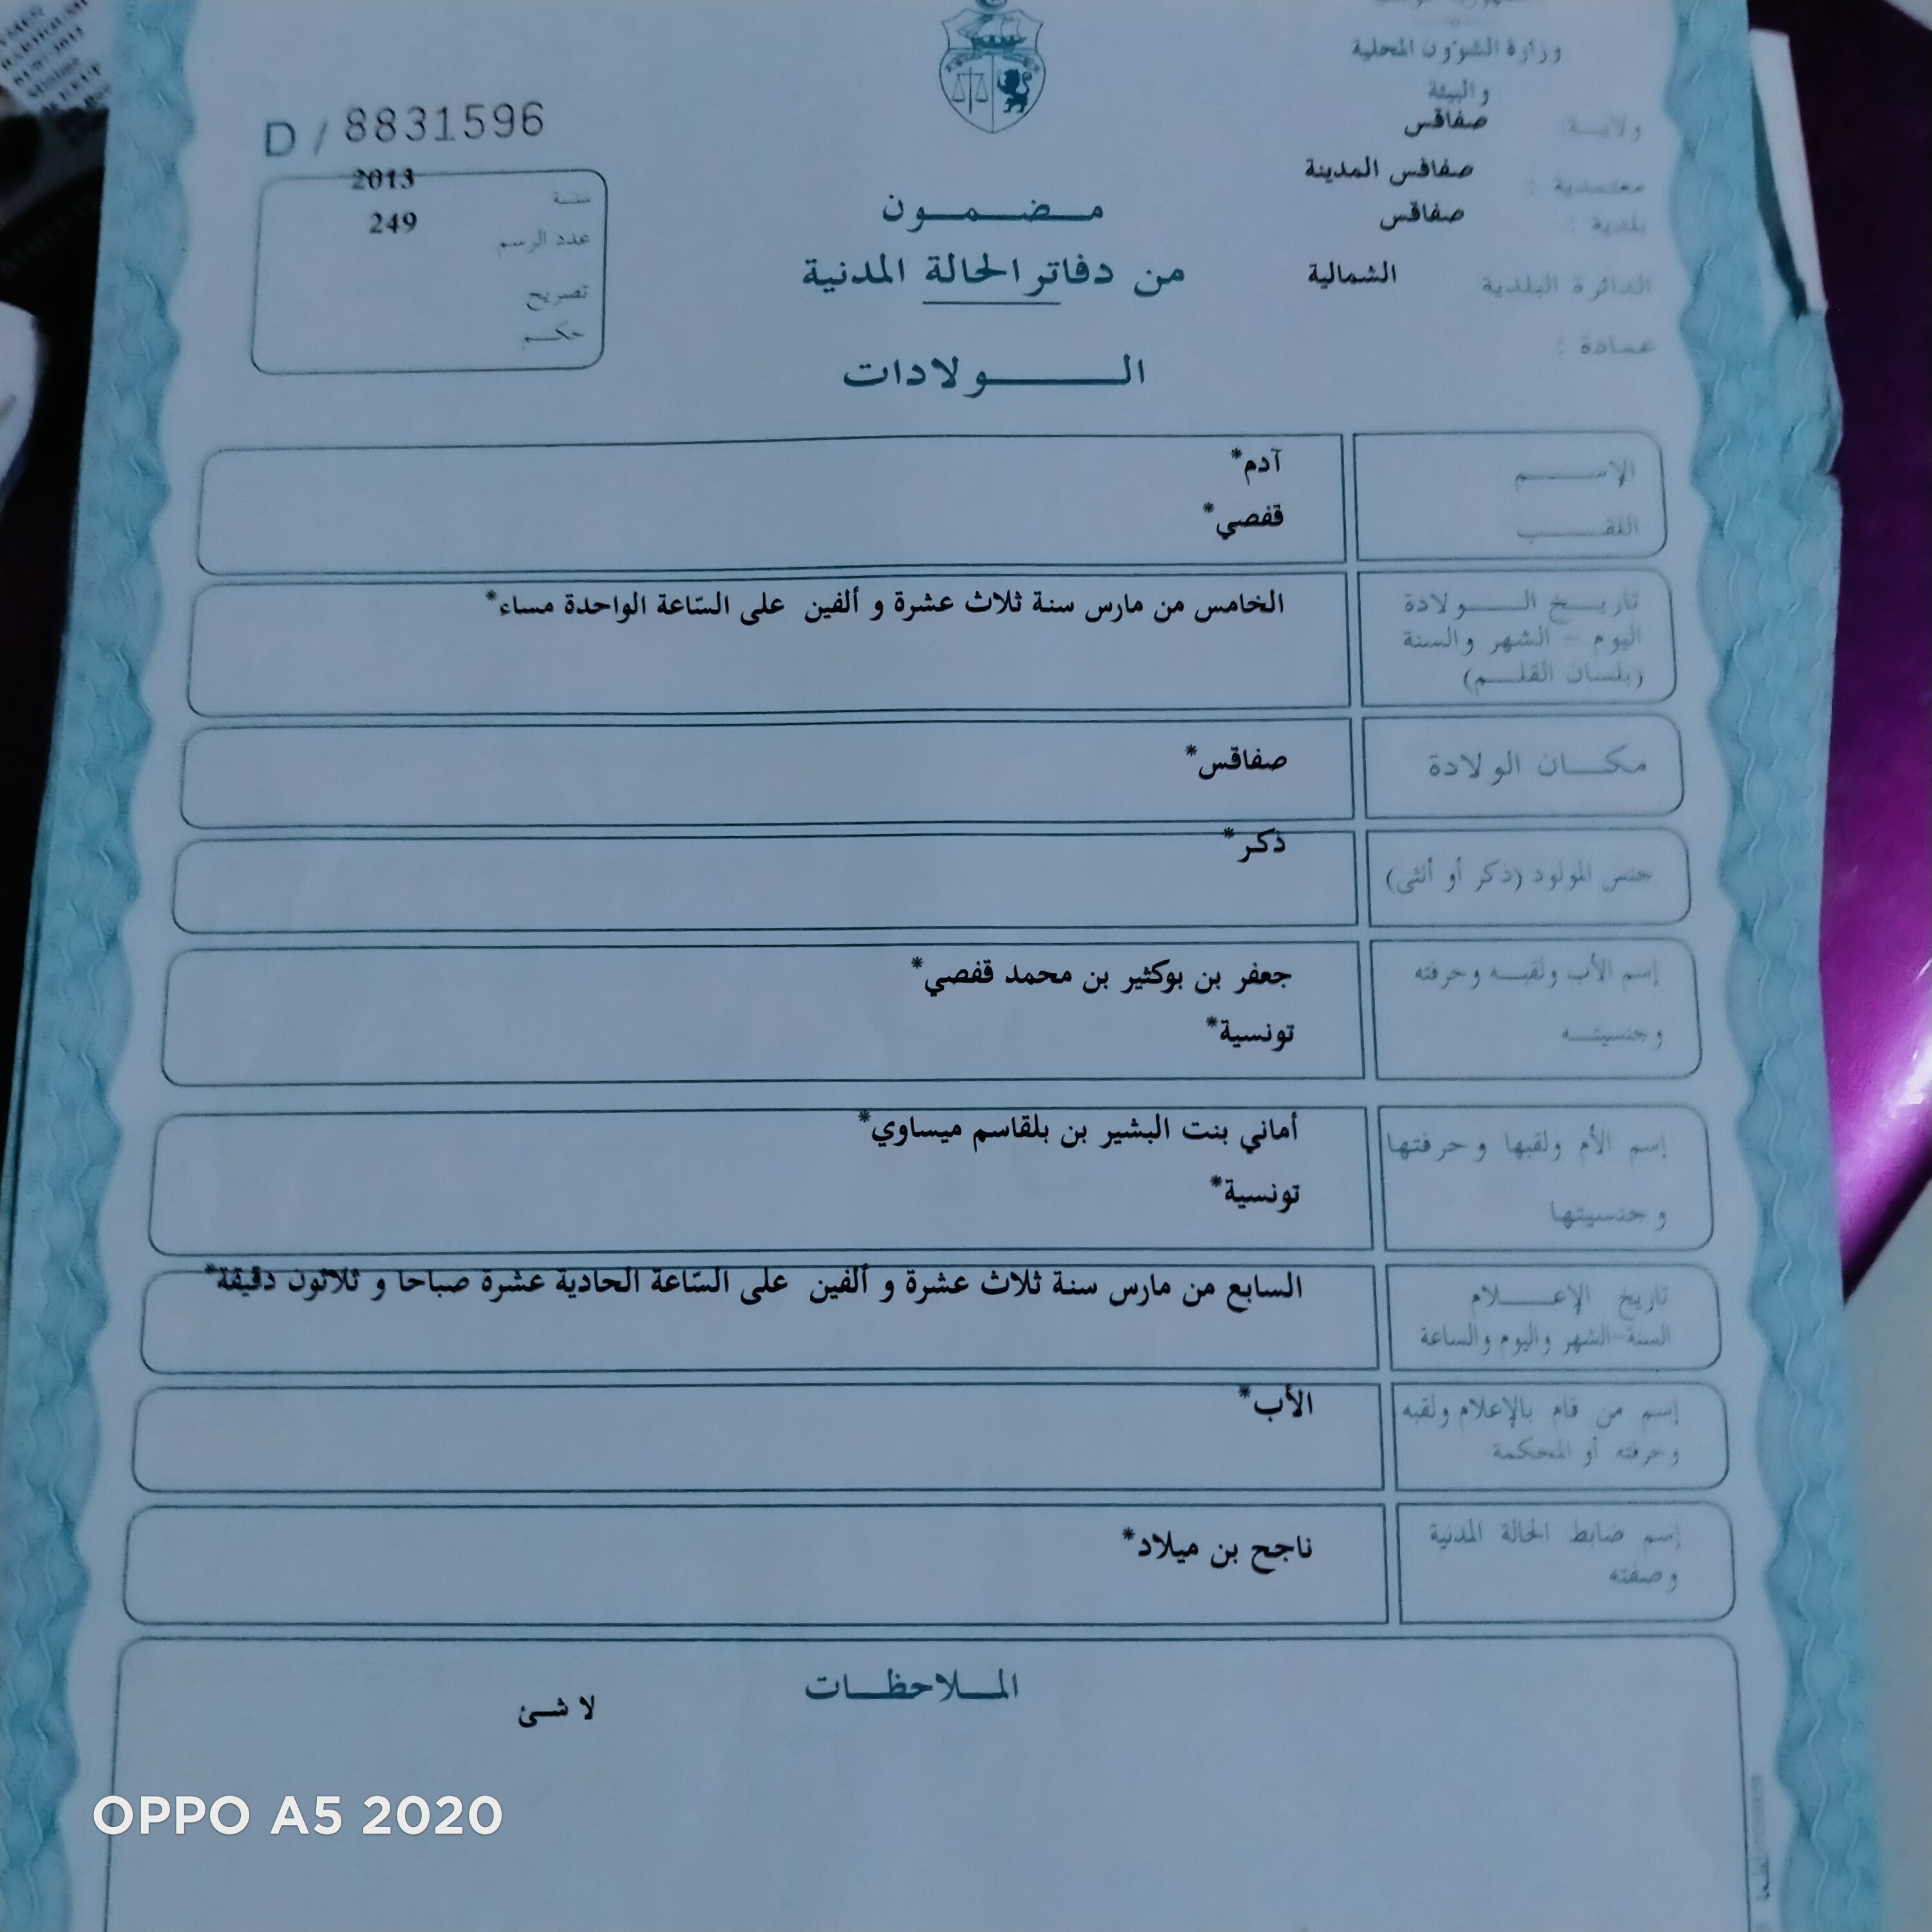 وزارة الشؤون المحلية
والبيئة
ولايــة: صفاقس
معتمدية : صفاقس المدينة
بلدية : صفاقس
الدائرة البلدية الشمالية
عمادة :
D / 8831596
سنة 2013
عدد الرسم 249
تصريح
حكم
مضمون
من دفاتر الحالة المدنية
الولادات
الإسم آدم*
اللقب قفصي*
تاريخ الولادة الخامس من مارس سنة ثلاث عشرة و ألفين على السّاعة الواحدة مساء*
اليوم - الشهر والسنة
(بلسان القلم)
مكان الولادة صفاقس*
جنس المولود (ذكر أو أنثى) ذكر*
إسم الأب ولقبه وحرفته جعفر بن بوكثير بن محمد قفصي*
وجنسيته تونسية*
إسم الأم ولقبها وحرفتها أماني بنت البشير بن بلقاسم ميساوي*
وجنسيتها تونسية*
تاريخ الإعلام السابع من مارس سنة ثلاث عشرة و ألفين على السّاعة الحادية عشرة صباحا و ثلاثون دقيقة*
السنة-الشهر واليوم والساعة
إسم من قام بالإعلام ولقبه الأب*
وحرفته أو المحكمة
إسم ضابط الحالة المدنية ناجح بن ميلاد*
وصفته
الملاحظات
لا شئ
OPPO A5 2020